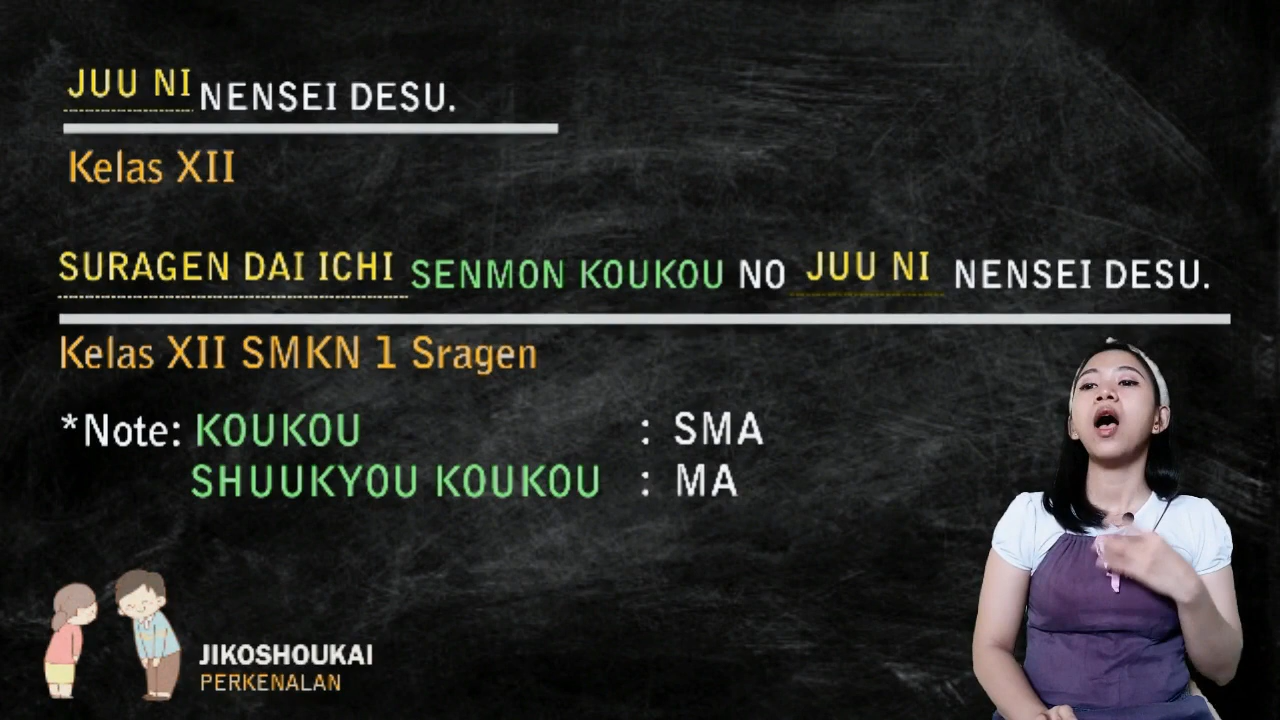 JUU NI NENSEI DESU.
Kelas XII
SURAGEN DAI ICHI SENMON KOUKOU NO JUU NI NENSEI DESU.
Kelas XII SMKN 1 Sragen
*Note: KOUKOU : SMA
SHUUKYOU KOUKOU : MA
JIKOSHOUKAI
PERKENALAN